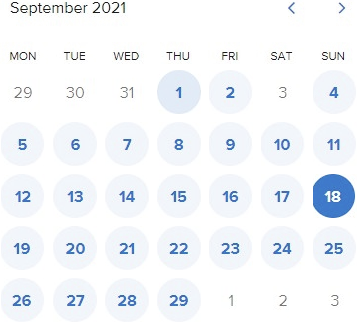 September 2021
MON TUE WED THU FRI SAT SUN
29 30 31 1 2 3 4
5 6 7 8 9 10 11
12 13 14 15 16 17 18
19 20 21 22 23 24 25
26 27 28 29 1 2 3